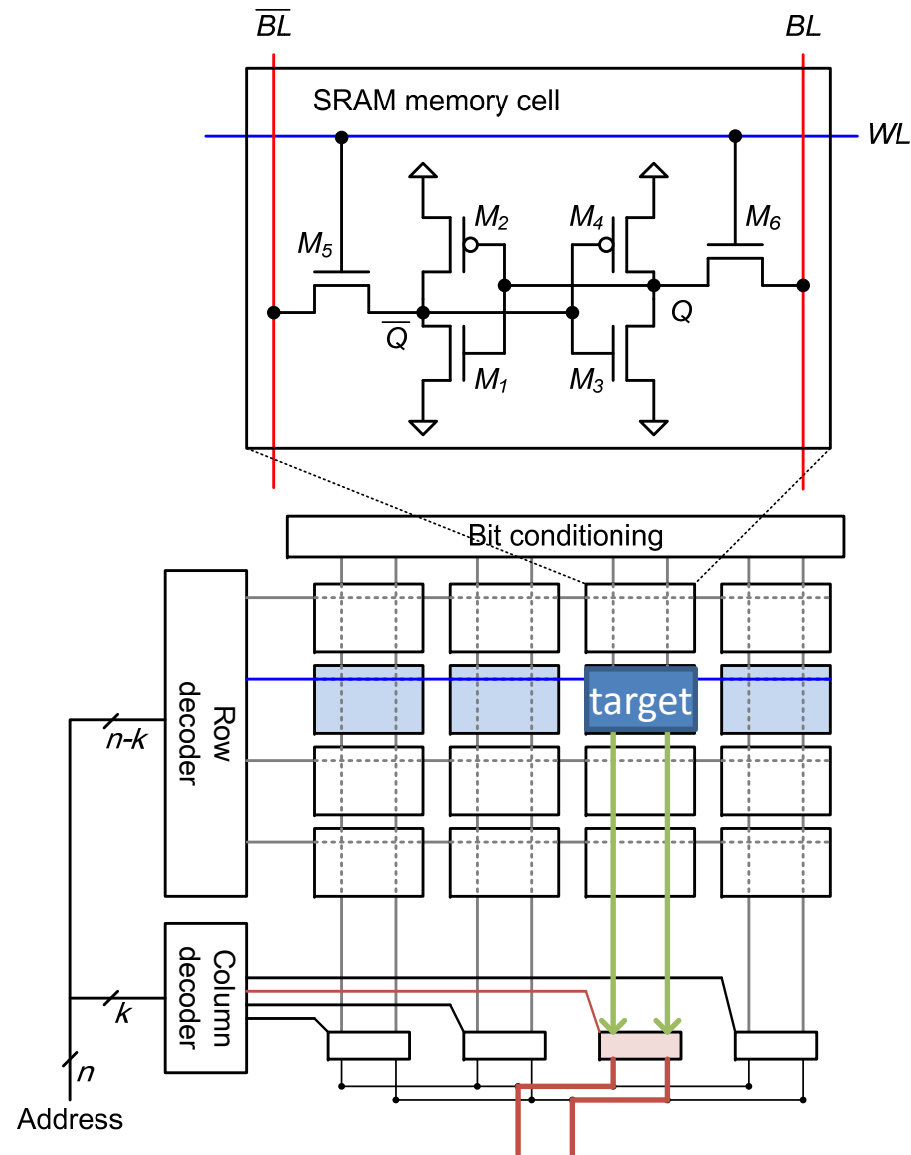 BL
BL
SRAM memory cell
WL
M2
M4
M6
M5
Q
Q
M1
M3
Bit conditioning
Row
decoder
target
n-k
Column
decoder
k
n
Address